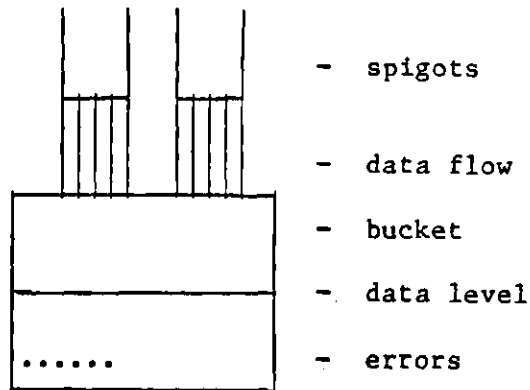 - spigots
- data flow
- bucket
- data level
- errors